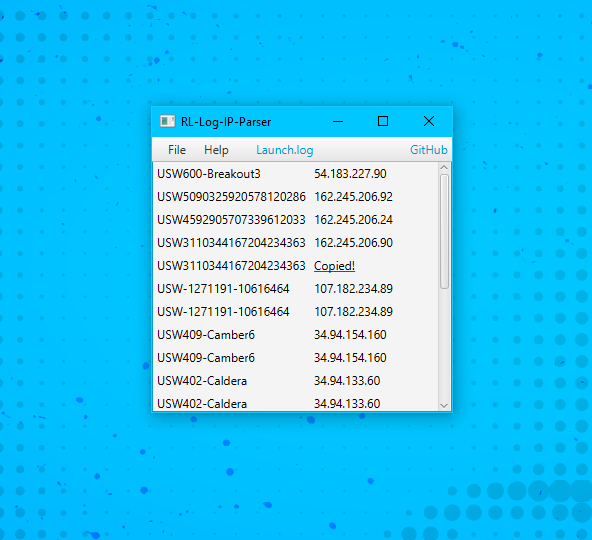 RL-Log-IP-Parser
File Help Launch.log GitHub
USW600-Breakout3 54.183.227.90
USW5090325920578120286 162.245.206.92
USW4592905707339612033 162.245.206.24
USW3110344167204234363 162.245.206.90
USW3110344167204234363 Copied!
USW-1271191-10616464 107.182.234.89
USW-1271191-10616464 107.182.234.89
USW409-Camber6 34.94.154.160
USW409-Camber6 34.94.154.160
USW402-Caldera 34.94.133.60
USW402-Caldera 34.94.133.60